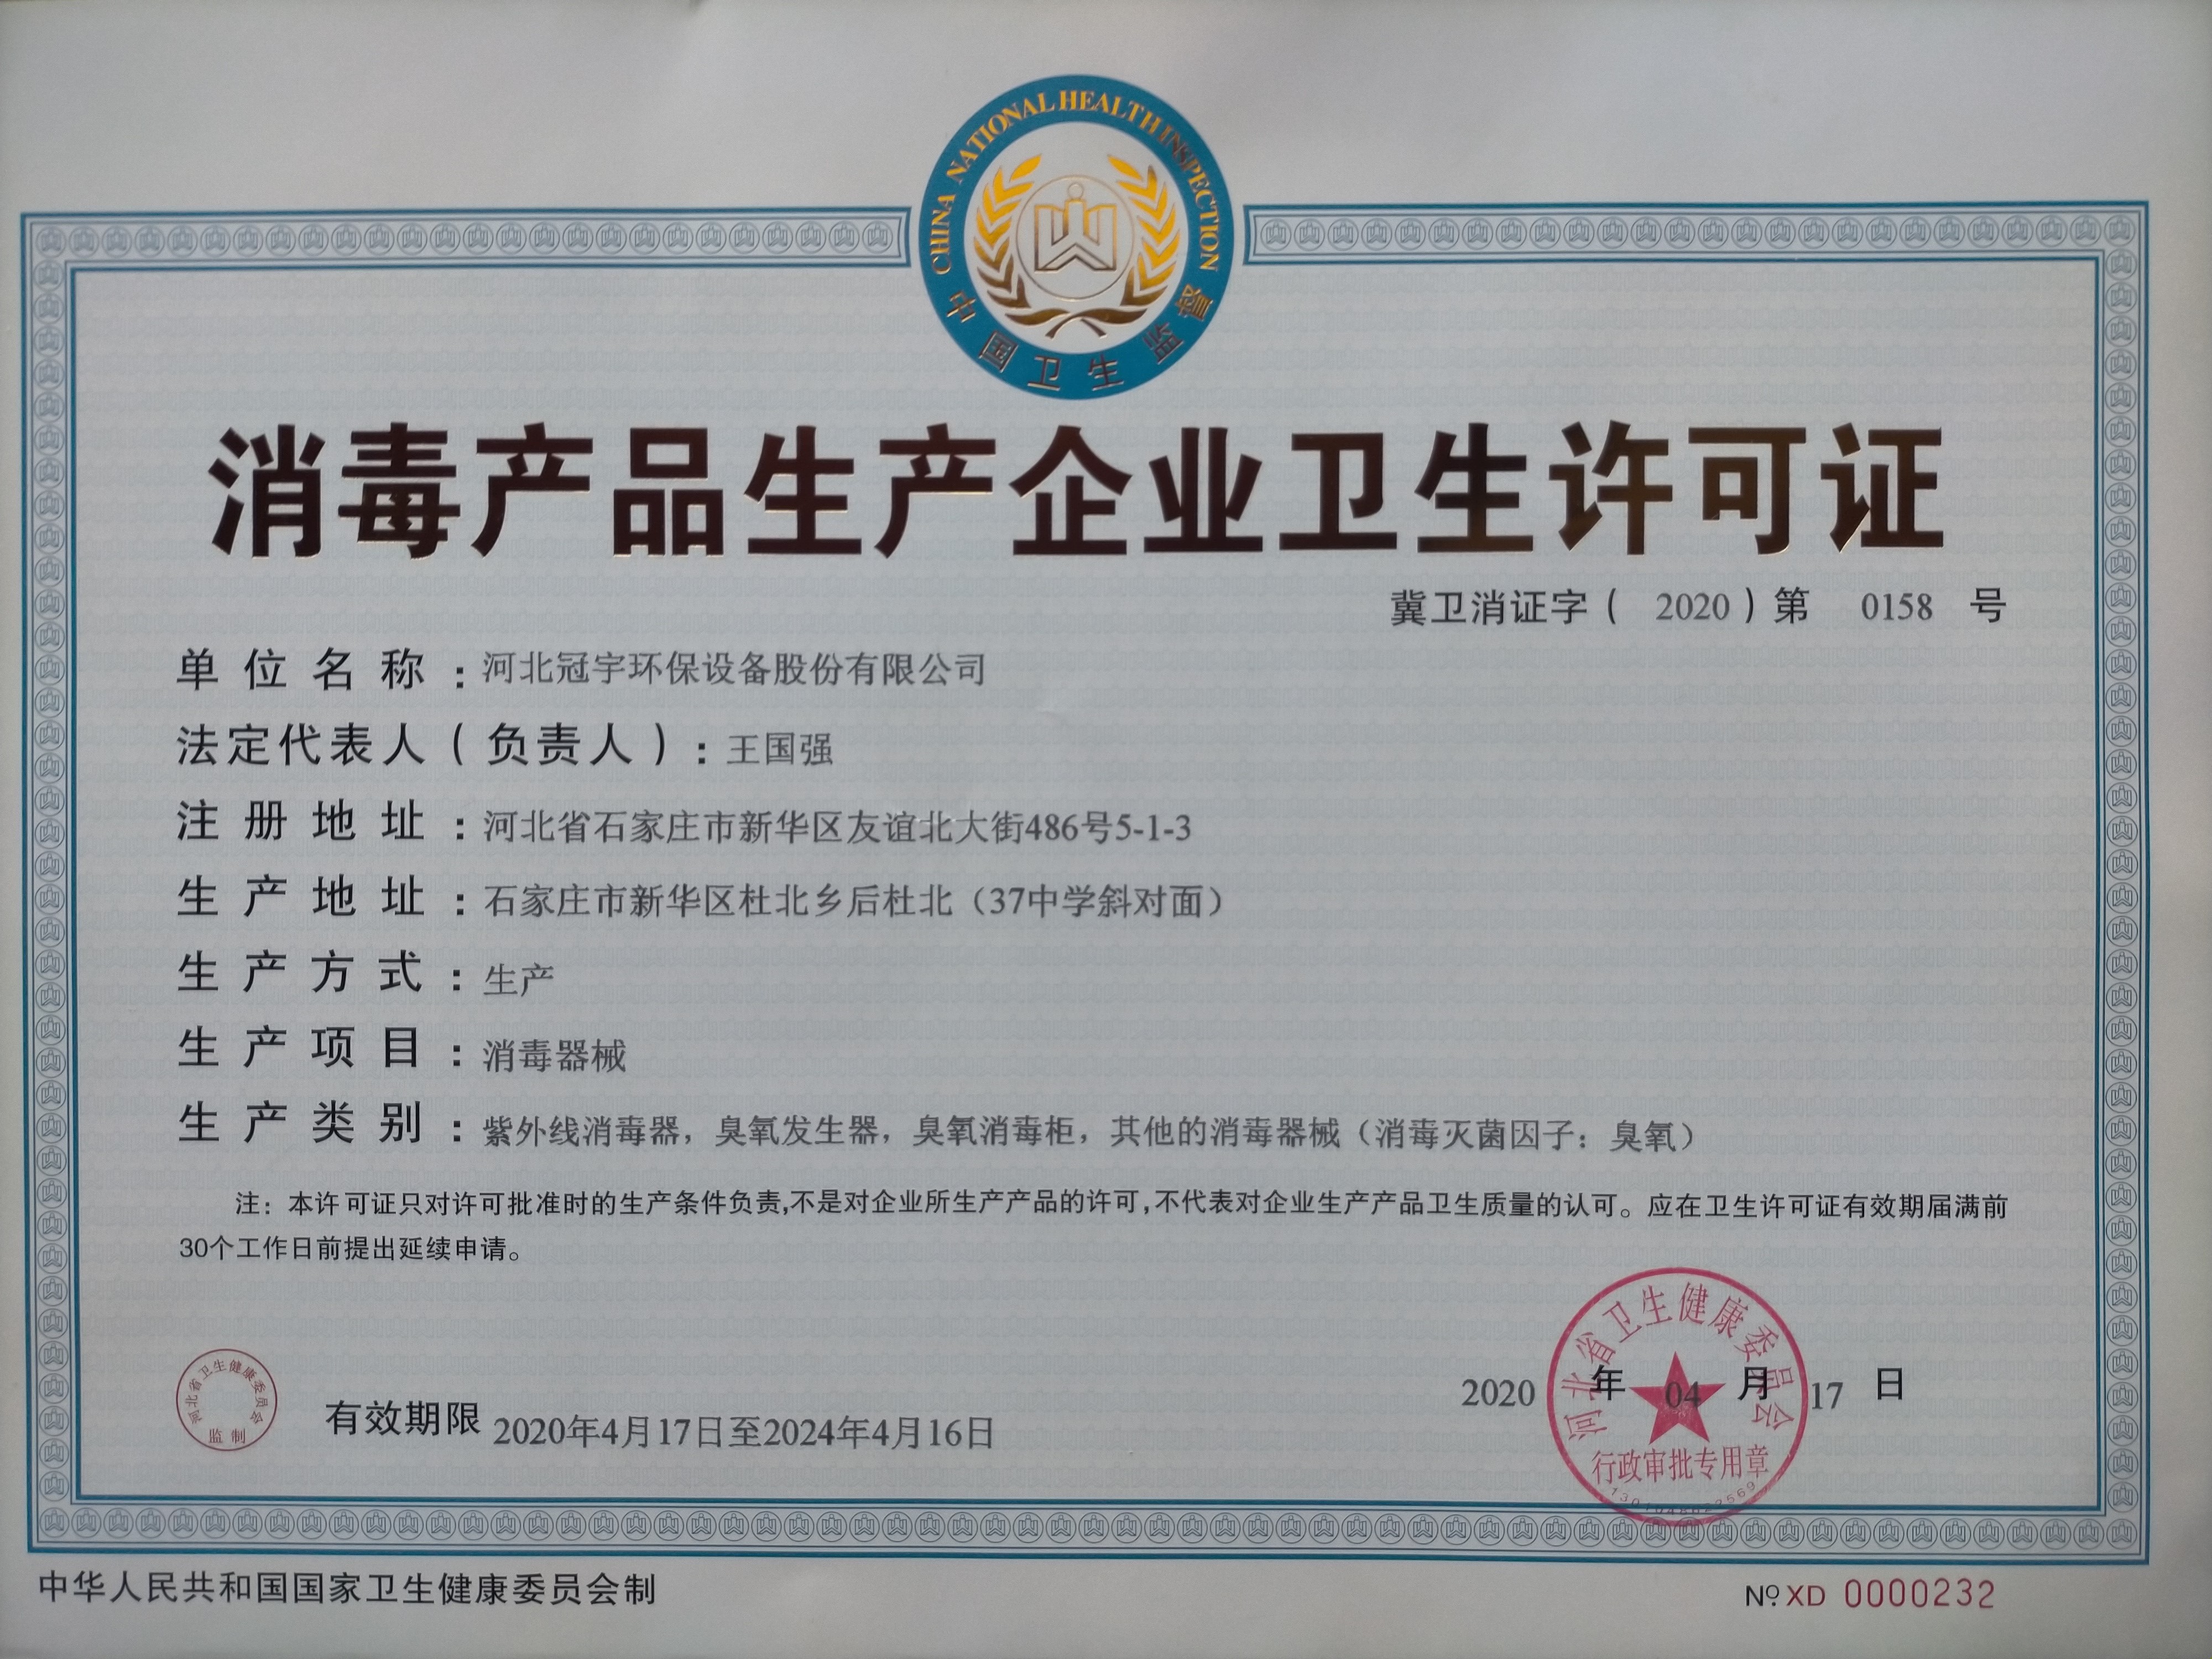 CHINA NATIONAL HEALTH INSPECTION
中国卫生监督
消毒产品生产企业卫生许可证
冀卫消证字（ 2020 ）第 0158 号
单位名称：河北冠宇环保设备股份有限公司
法定代表人（负责人）：王国强
注册地址：河北省石家庄市新华区友谊北大街486号5-1-3
生产地址：石家庄市新华区杜北乡后杜北（37中学斜对面）
生产方式：生产
生产项目：消毒器械
生产类别：紫外线消毒器，臭氧发生器，臭氧消毒柜，其他的消毒器械（消毒灭菌因子：臭氧）
注：本许可证只对许可批准时的生产条件负责,不是对企业所生产产品的许可,不代表对企业生产产品卫生质量的认可。应在卫生许可证有效期届满前
30个工作日前提出延续申请。
河北省卫生健康委员会
监制
有效期限 2020年4月17日至2024年4月16日
2020 年 04 月 17 日
河北省卫生健康委员会
行政审批专用章
中华人民共和国国家卫生健康委员会制
№ XD 0000232